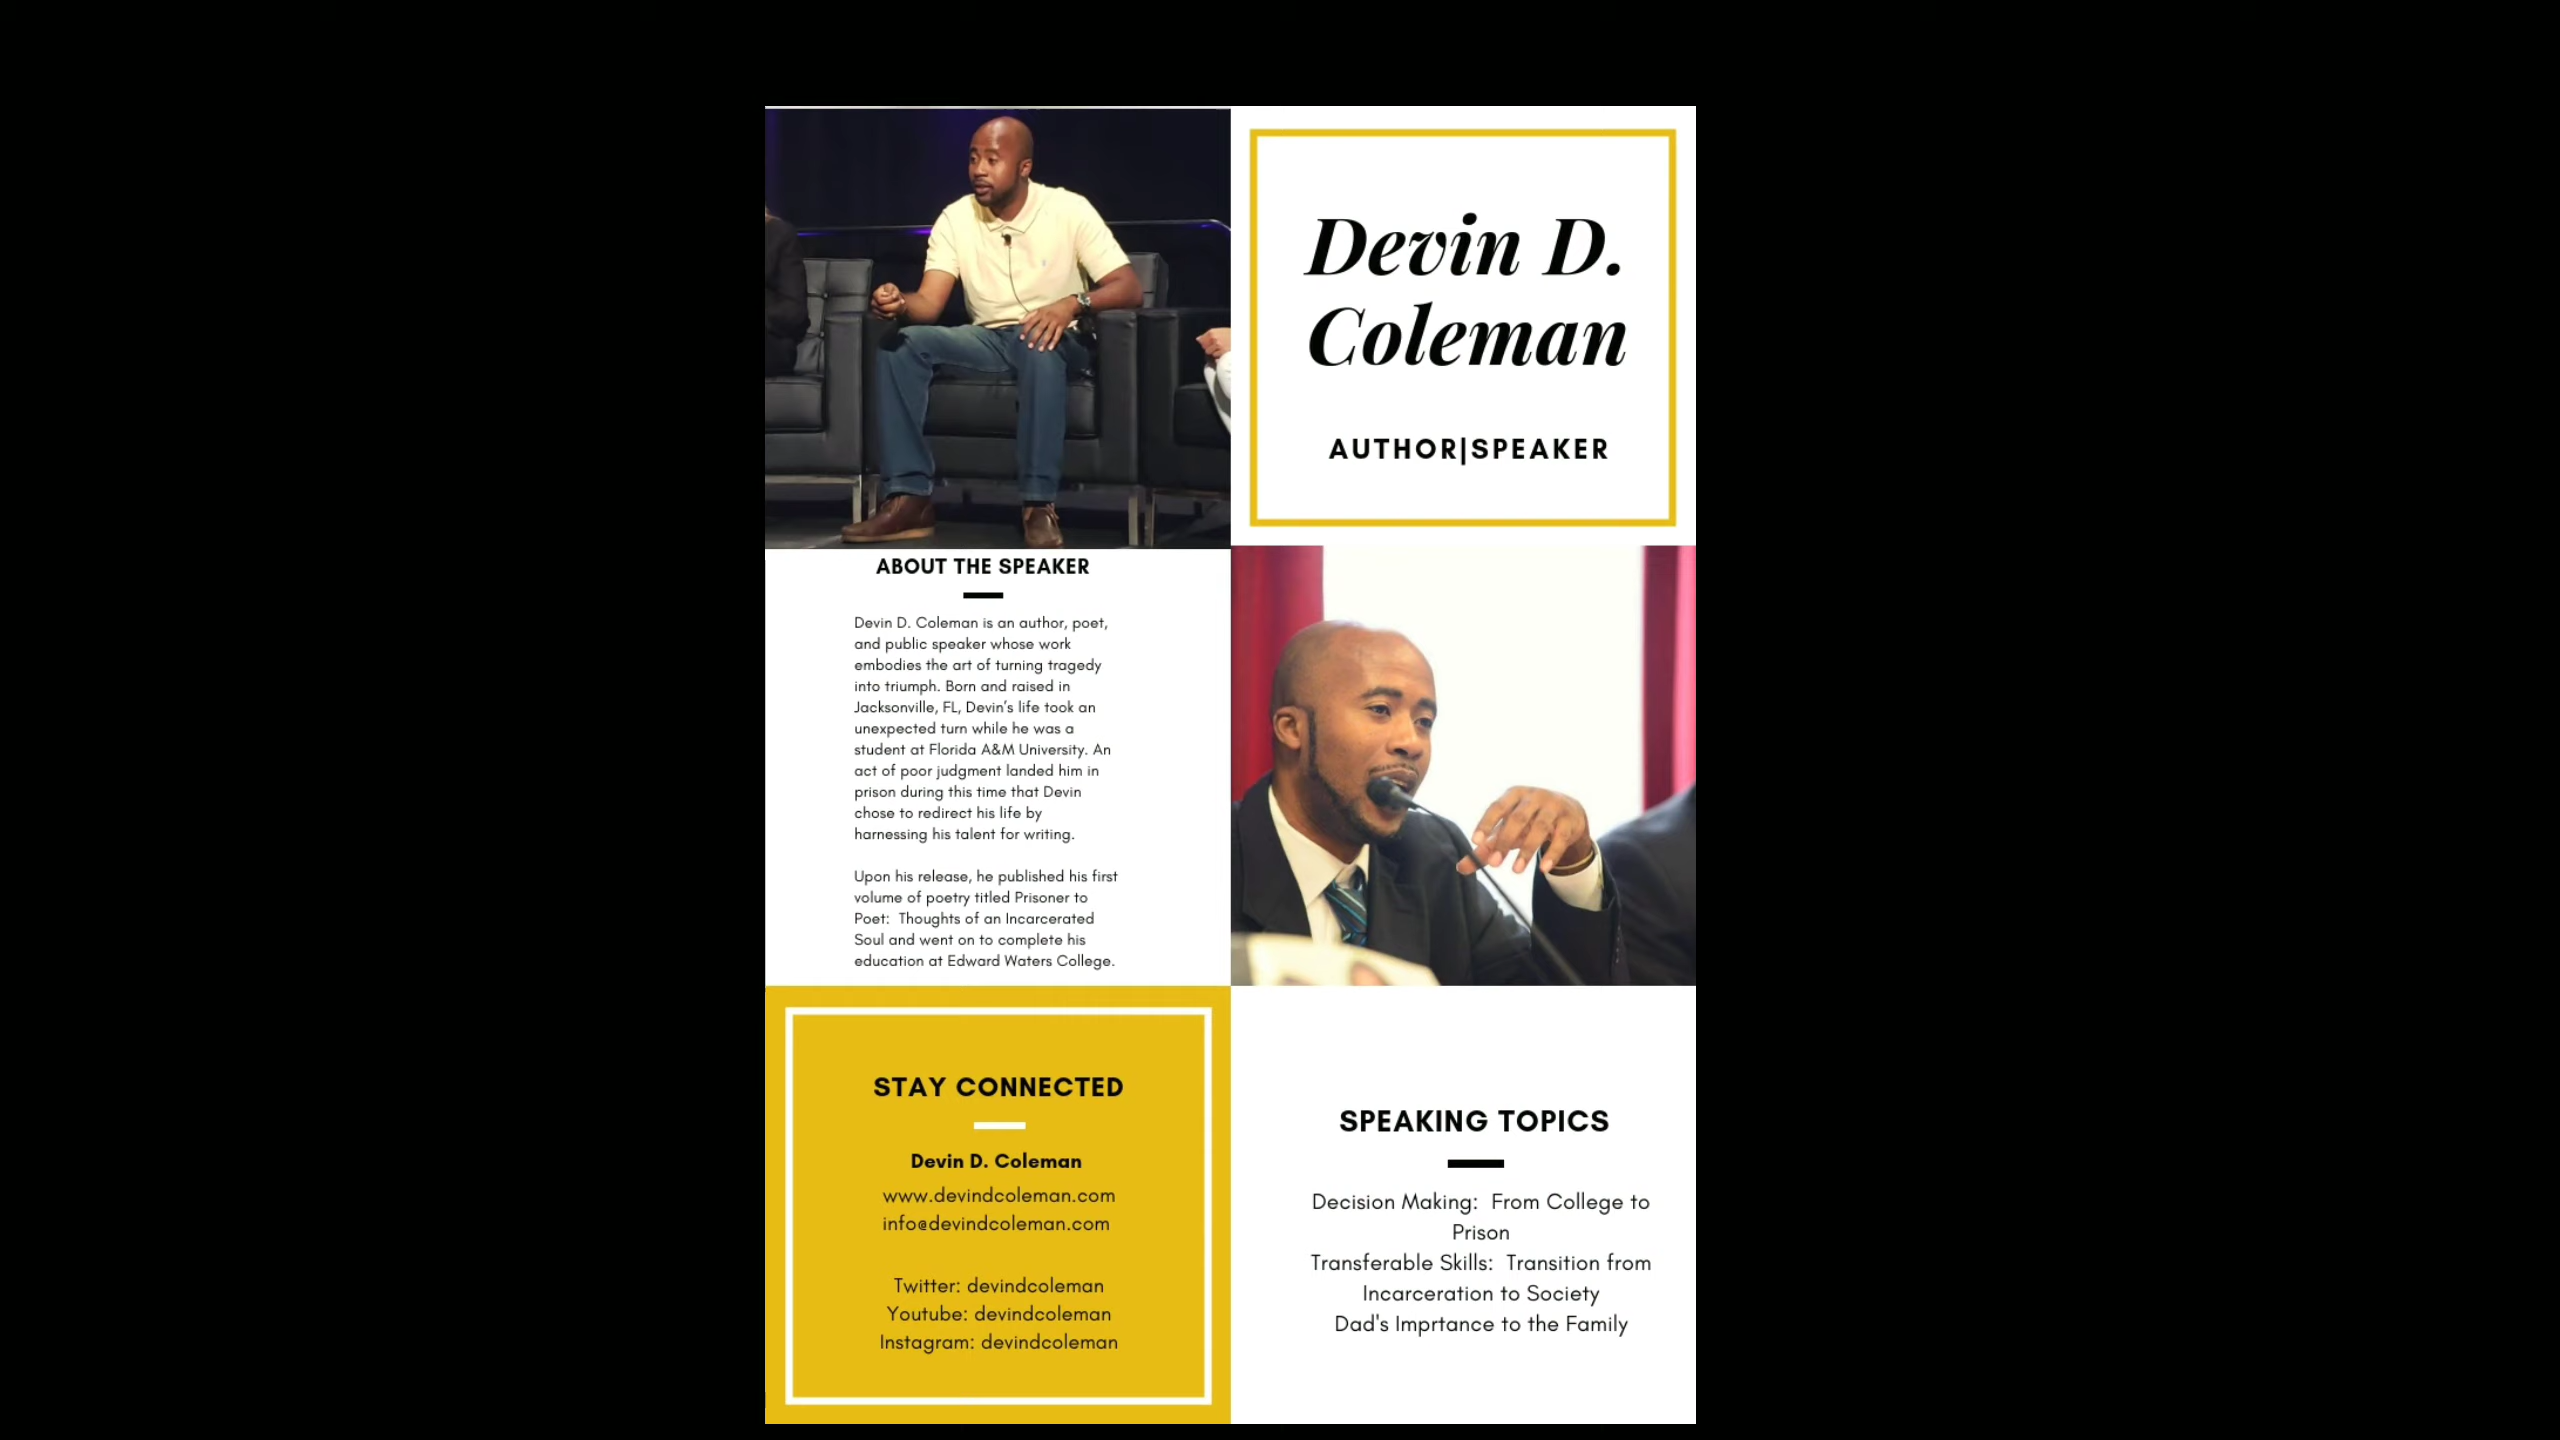 Devin D.
Coleman
AUTHOR|SPEAKER
ABOUT THE SPEAKER
Devin D. Coleman is an author, poet,
and public speaker whose work
embodies the art of turning tragedy
into triumph. Born and raised in
Jacksonville, FL, Devin's life took an
unexpected turn while he was a
student at Florida A&M University. An
act of poor judgment landed him in
prison during this time that Devin
chose to redirect his life by
harnessing his talent for writing.
Upon his release, he published his first
volume of poetry titled Prisoner to
Poet:  Thoughts of an Incarcerated
Soul and went on to complete his
education at Edward Waters College.
STAY CONNECTED
Devin D. Coleman
www.devindcoleman.com
info@devindcoleman.com
Twitter: devindcoleman
Youtube: devindcoleman
Instagram: devindcoleman
SPEAKING TOPICS
Decision Making:  From College to
Prison
Transferable Skills:  Transition from
Incarceration to Society
Dad's Imprtance to the Family